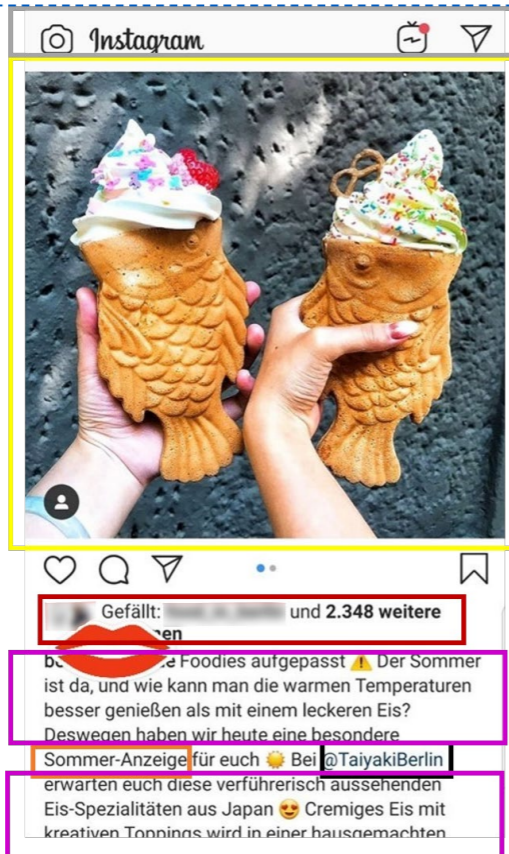 Instagram
Gefällt: und 2.348 weitere
Foodies aufgepasst ⚠️ Der Sommer
ist da, und wie kann man die warmen Temperaturen
besser genießen als mit einem leckeren Eis?
Deswegen haben wir heute eine besondere
Sommer-Anzeige für euch ☀️ Bei @TaiyakiBerlin
erwarten euch diese verführerisch aussehenden
Eis-Spezialitäten aus Japan 😍 Cremiges Eis mit
kreativen Toppings wird in einer hausgemachten